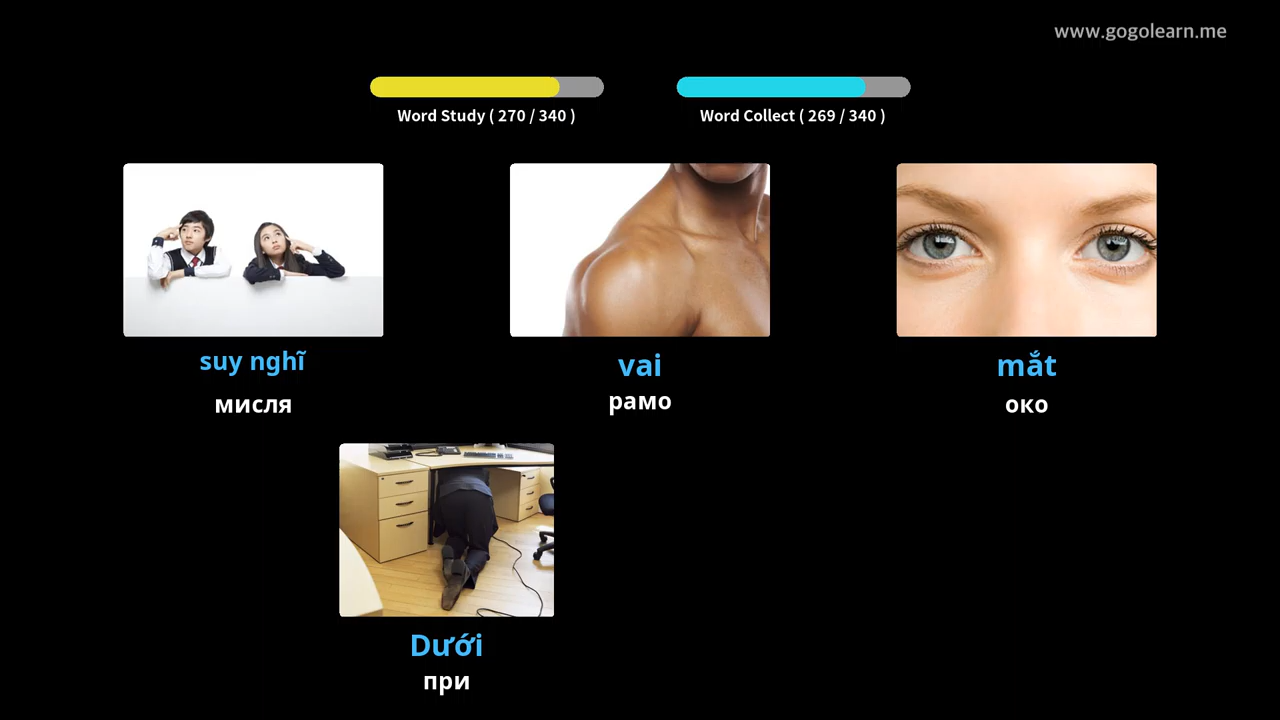 www.gogolearn.me
Word Study ( 270 / 340 )
Word Collect ( 269 / 340 )
suy nghĩ
мисля
vai
рамо
mắt
око
Dưới
при